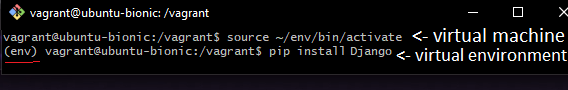 vagrant@ubuntu-bionic: /vagrant
vagrant@ubuntu-bionic:/vagrant$ source ~/env/bin/activate <- virtual machine
(env) vagrant@ubuntu-bionic:/vagrant$ pip install Django <- virtual environment